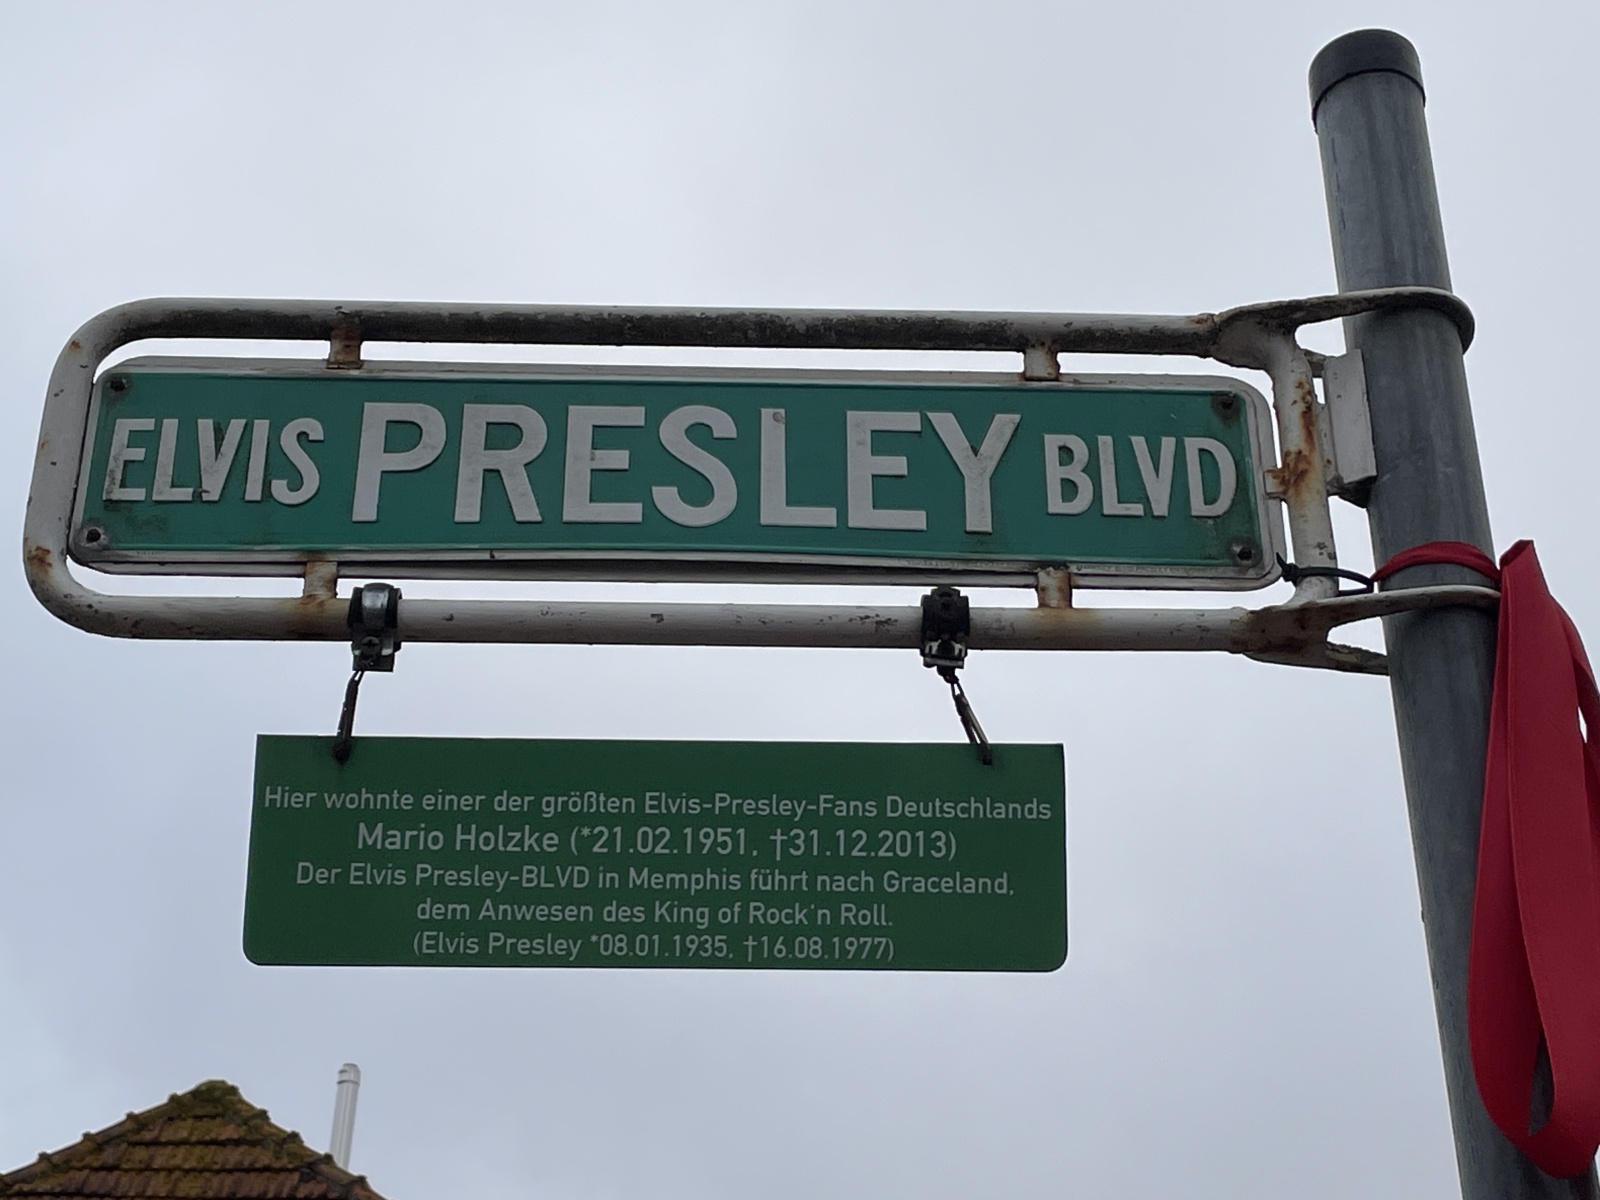 ELVIS PRESLEY BLVD
Hier wohnte einer der größten Elvis-Presley-Fans Deutschlands
Mario Holzke (*21.02.1951, †31.12.2013)
Der Elvis Presley-BLVD in Memphis führt nach Graceland,
dem Anwesen des King of Rock'n Roll.
(Elvis Presley *08.01.1935, †16.08.1977)